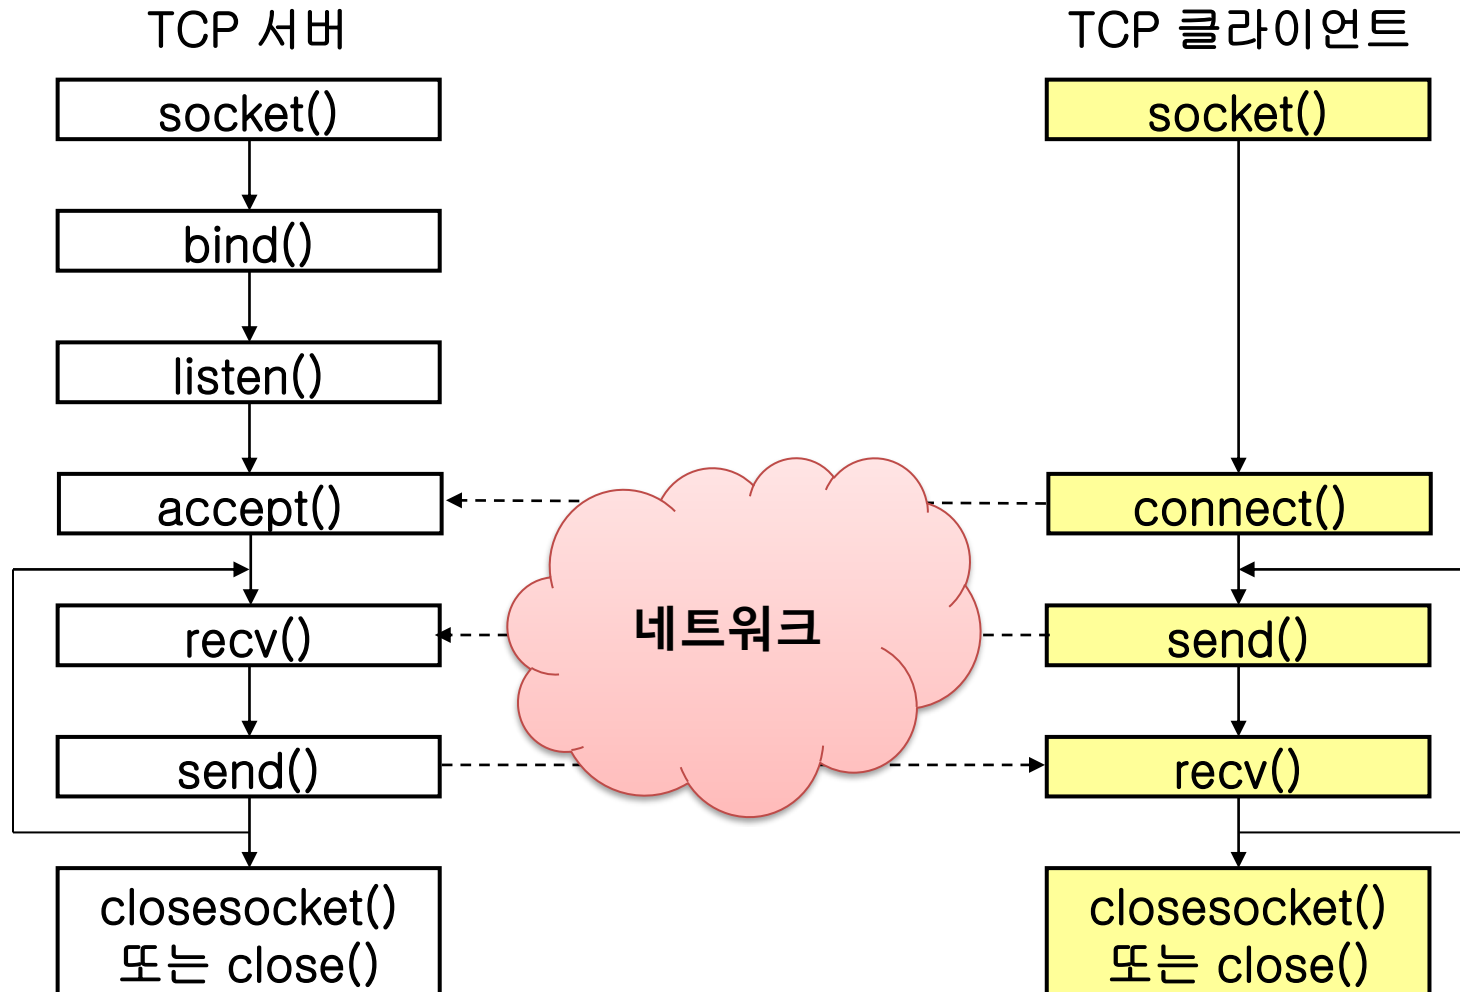 TCP 서버
socket()
bind()
listen()
accept()
recv()
send()
closesocket()
또는 close()
네트워크
TCP 클라이언트
socket()
connect()
send()
recv()
closesocket()
또는 close()